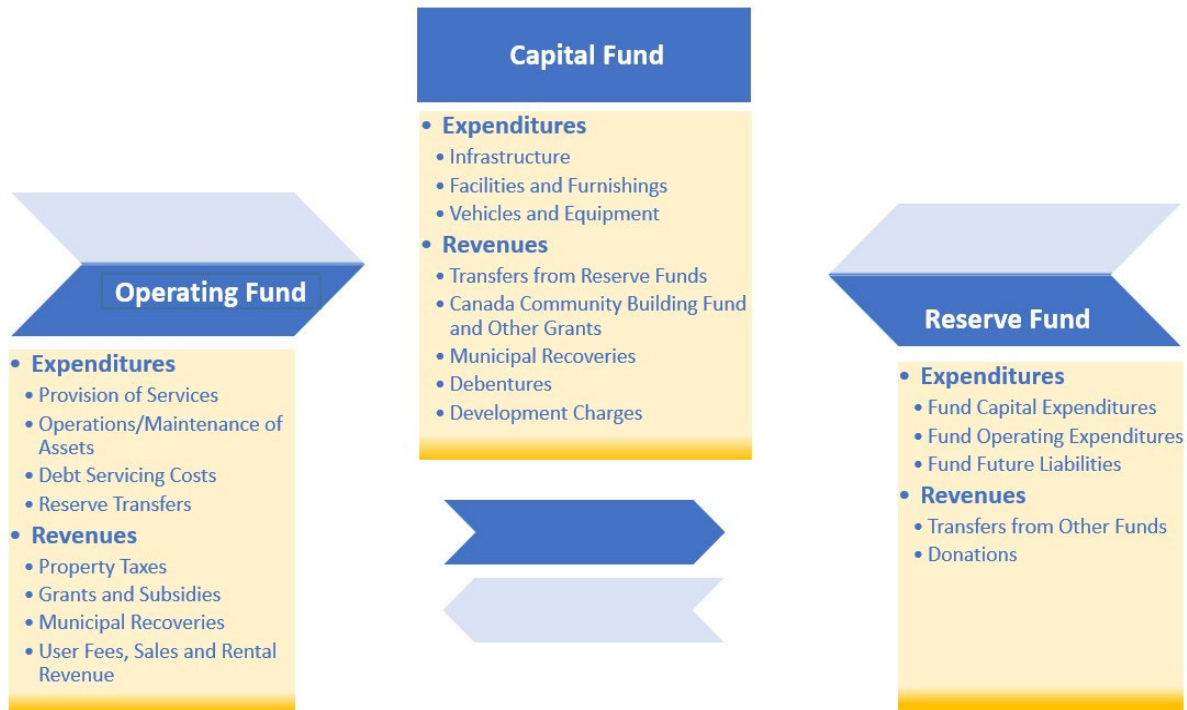 Capital Fund
• Expenditures
• Infrastructure
• Facilities and Furnishings
• Vehicles and Equipment
• Revenues
• Transfers from Reserve Funds
• Canada Community Building Fund
and Other Grants
• Municipal Recoveries
• Debentures
• Development Charges
Operating Fund
• Expenditures
• Provision of Services
• Operations/Maintenance of
Assets
• Debt Servicing Costs
• Reserve Transfers
• Revenues
• Property Taxes
• Grants and Subsidies
• Municipal Recoveries
• User Fees, Sales and Rental
Revenue
Reserve Fund
• Expenditures
• Fund Capital Expenditures
• Fund Operating Expenditures
• Fund Future Liabilities
• Revenues
• Transfers from Other Funds
• Donations